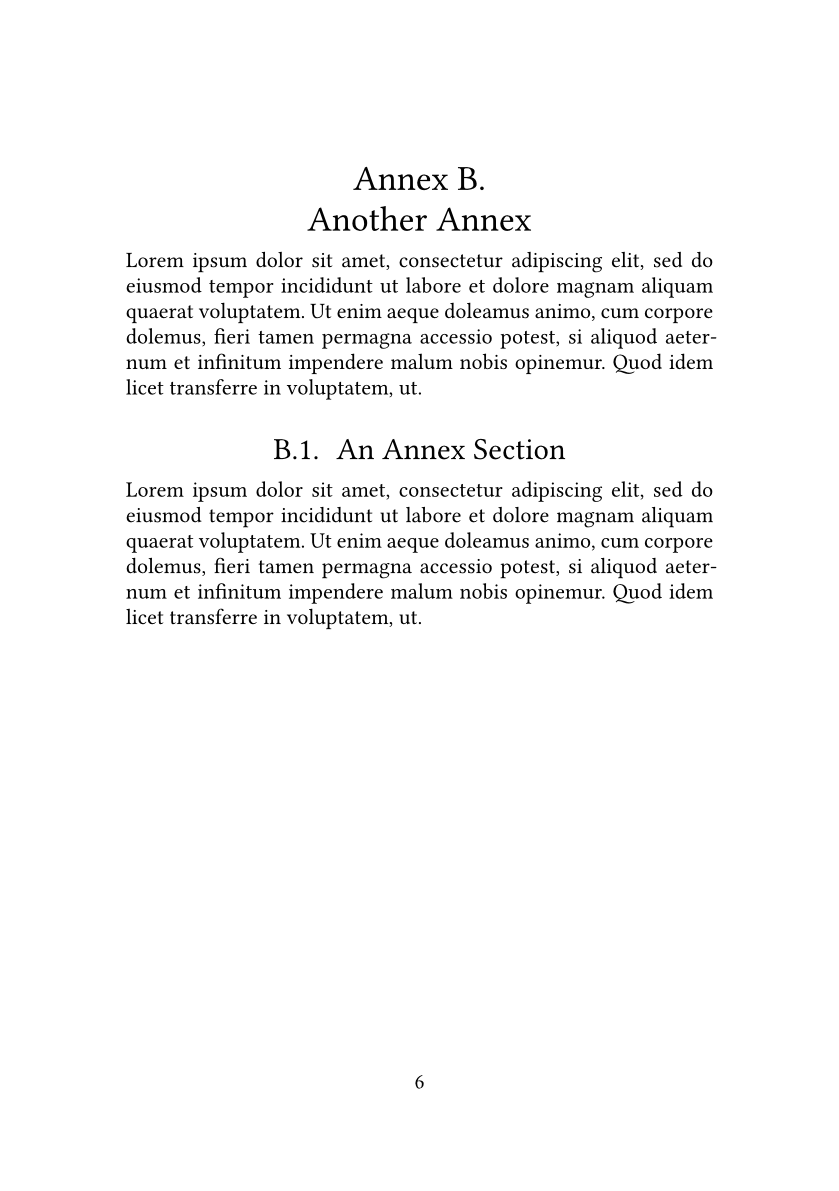 Annex B.
Another Annex
Lorem ipsum dolor sit amet, consectetur adipiscing elit, sed do
eiusmod tempor incididunt ut labore et dolore magnam aliquam
quaerat voluptatem. Ut enim aeque doleamus animo, cum corpore
dolemus, fieri tamen permagna accessio potest, si aliquod aeter-
num et infinitum impendere malum nobis opinemur. Quod idem
licet transferre in voluptatem, ut.
B.1. An Annex Section
Lorem ipsum dolor sit amet, consectetur adipiscing elit, sed do
eiusmod tempor incididunt ut labore et dolore magnam aliquam
quaerat voluptatem. Ut enim aeque doleamus animo, cum corpore
dolemus, fieri tamen permagna accessio potest, si aliquod aeter-
num et infinitum impendere malum nobis opinemur. Quod idem
licet transferre in voluptatem, ut.
6